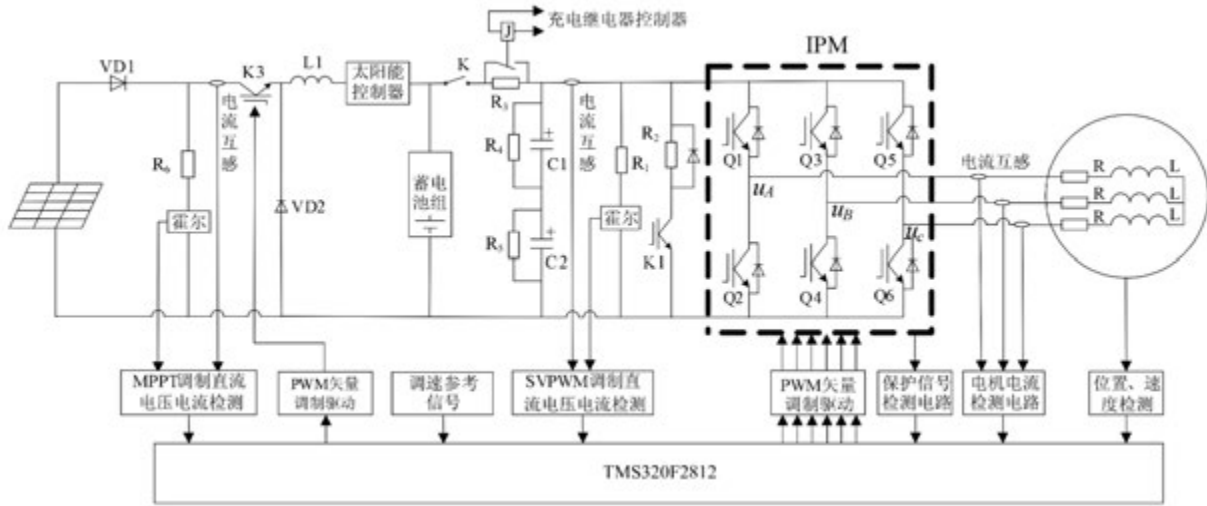 充电继电器控制器
J
IPM
VD1
K3
L1
太阳能
控制器
K
R3
电流互感
R6
霍尔
VD2
蓄电
池组
R4
C1
R5
C2
电流互感
R1
霍尔
R2
K1
Q1
Q3
Q5
uA
uB
uc
Q2
Q4
Q6
电流互感
R
L
R
L
R
L
MPPT调制直流
电压电流检测
PWM矢量
调制驱动
调速参考
信号
SVPWM调制直
流电压电流检测
PWM矢量
调制驱动
保护信号
检测电路
电机电流
检测电路
位置、速
度检测
TMS320F2812